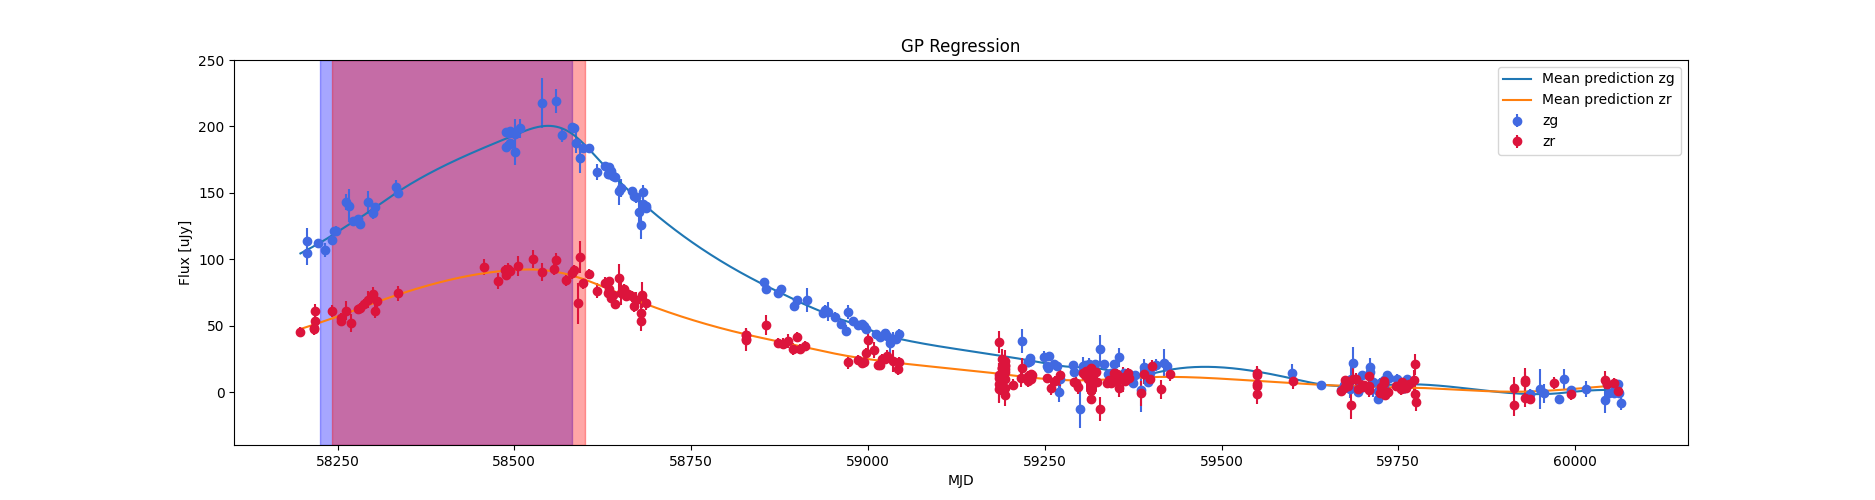 GP Regression
250
200
150
100
50
0
Flux [uJy]
58250 58500 58750 59000 59250 59500 59750 60000
MJD
Mean prediction zg
Mean prediction zr
zg
zr